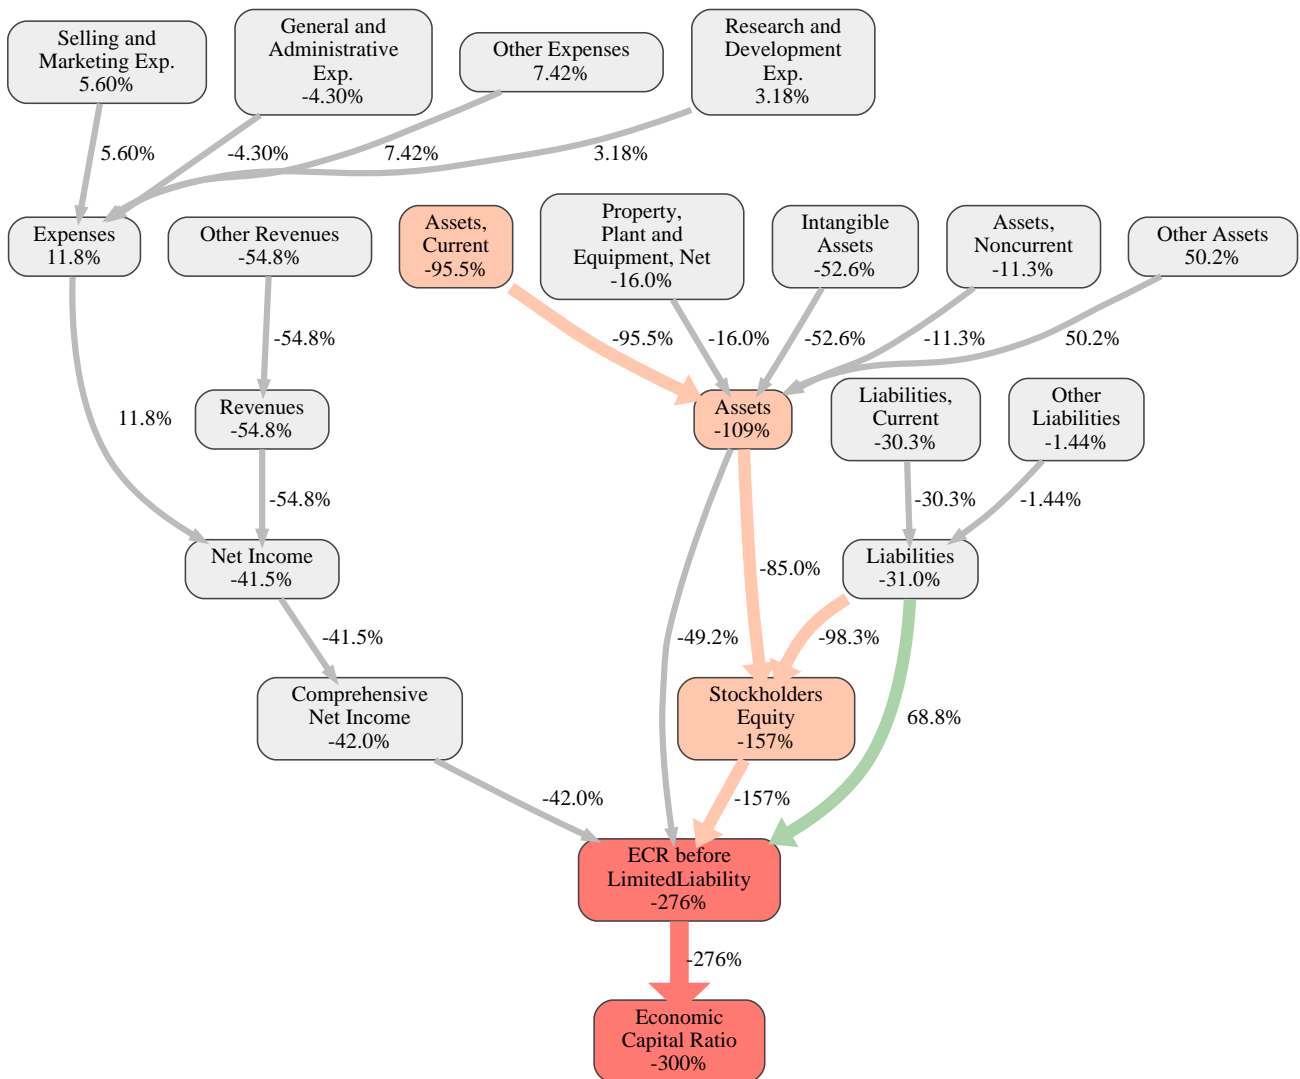 Selling and
Marketing Exp.
5.60%
General and
Administrative
Exp.
-4.30%
Other Expenses
7.42%
Research and
Development
Exp.
3.18%
5.60%
-4.30%
7.42%
3.18%
Expenses
11.8%
Other Revenues
-54.8%
Assets,
Current
-95.5%
Property,
Plant and
Equipment, Net
-16.0%
Intangible
Assets
-52.6%
Assets,
Noncurrent
-11.3%
Other Assets
50.2%
-54.8%
-95.5%
-16.0%
-52.6%
-11.3%
50.2%
11.8%
Revenues
-54.8%
Assets
-109%
Liabilities,
Current
-30.3%
Other
Liabilities
-1.44%
-54.8%
-30.3%
-1.44%
Net Income
-41.5%
-85.0%
Liabilities
-31.0%
-41.5%
-49.2%
-98.3%
Comprehensive
Net Income
-42.0%
Stockholders
Equity
-157%
68.8%
-42.0%
-157%
ECR before
LimitedLiability
-276%
-276%
Economic
Capital Ratio
-300%